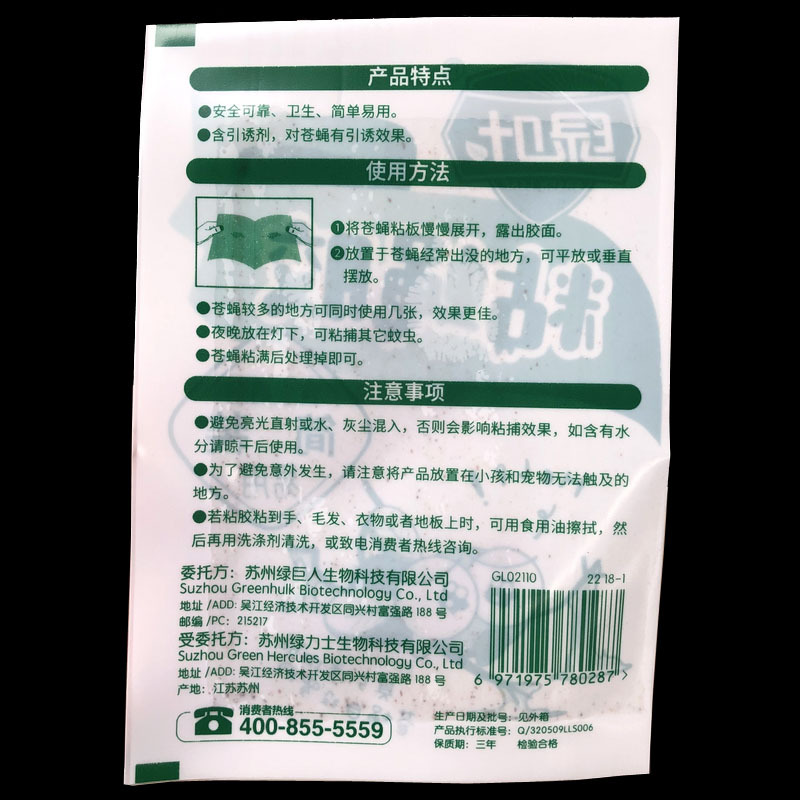 产品特点
●安全可靠、卫生、简单易用。
●含引诱剂，对苍蝇有引诱效果。
使用方法
❶将苍蝇粘板慢慢展开，露出胶面。
❷放置于苍蝇经常出没的地方，可平放或垂直
摆放。
●苍蝇较多的地方可同时使用几张，效果更佳。
●夜晚放在灯下，可粘捕其它蚊虫。
●苍蝇粘满后处理掉即可。
注意事项
●避免亮光直射或水、灰尘混入，否则会影响粘捕效果，如含有水
分请晾干后使用。
●为了避免意外发生，请注意将产品放置在小孩和宠物无法触及的
地方。
●若粘胶粘到手、毛发、衣物或者地板上时，可用食用油擦拭，然
后再用洗涤剂清洗，或致电消费者热线咨询。
委托方：苏州绿巨人生物科技有限公司
Suzhou Greenhulk Biotechnology Co., Ltd
地址/ADD: 吴江经济技术开发区同兴村富强路188号
邮编/PC: 215217
受委托方：苏州绿力士生物科技有限公司
Suzhou Green Hercules Biotechnology Co., Ltd
地址/ADD: 吴江经济技术开发区同兴村富强路188号
产地：江苏苏州
消费者热线
400-855-5559
GL02110 22 18-1
6 971975 780287 >
生产日期及批号：见外箱
产品执行标准号：Q/320509LLS006
保质期：三年 检验合格
绿叶
粘